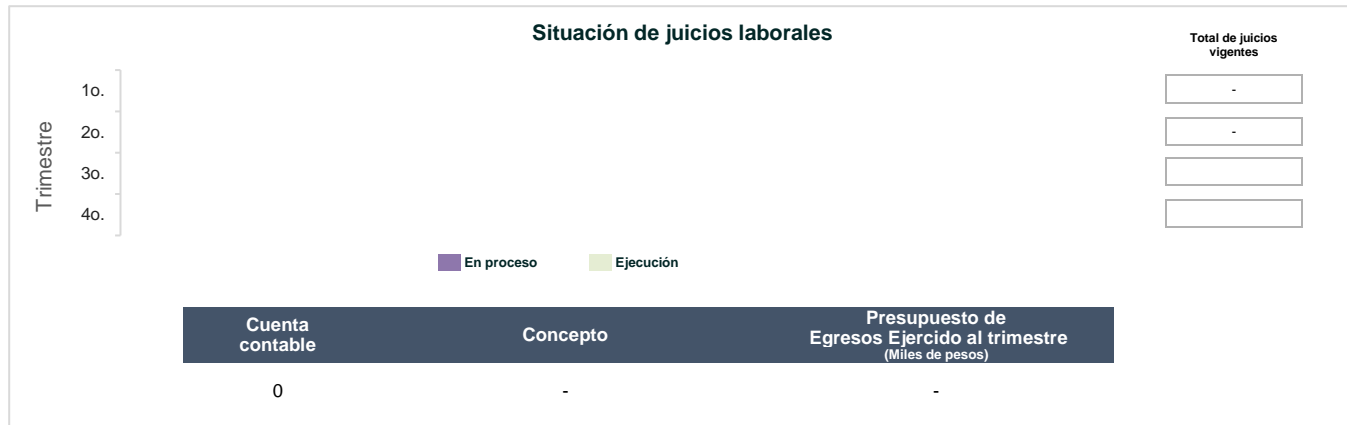 Situación de juicios laborales
Total de juicios
vigentes
Trimestre
1o.
-
2o.
-
3o.
4o.
En proceso
Ejecución
Cuenta
contable
Concepto
Presupuesto de
Egresos Ejercido al trimestre
(Miles de pesos)
0
-
-